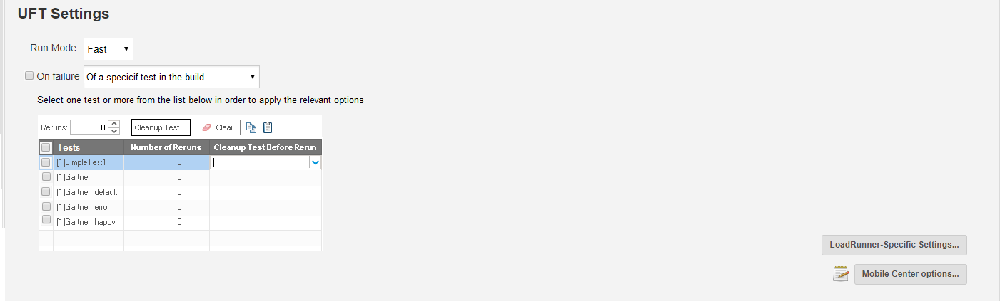 UFT Settings
Run Mode Fast
On failure Of a specicif test in the build
Select one test or more from the list below in order to apply the relevant options
Reruns: 0 Cleanup Test... Clear
Tests Number of Reruns Cleanup Test Before Rerun
[1]SimpleTest1 0
[1]Gartner 0
[1]Gartner_default 0
[1]Gartner_error 0
[1]Gartner_happy 0
LoadRunner-Specific Settings...
Mobile Center options...